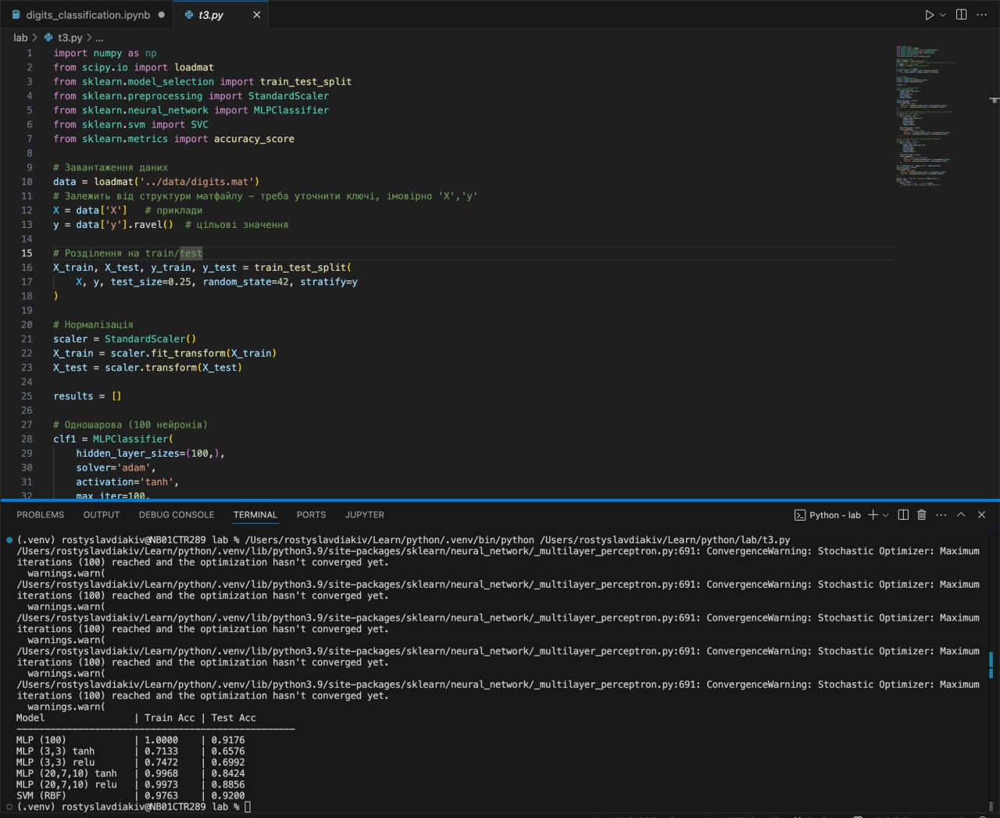 digits_classification.ipynb
t3.py
lab > t3.py > ...
1 import numpy as np
2 from scipy.io import loadmat
3 from sklearn.model_selection import train_test_split
4 from sklearn.preprocessing import StandardScaler
5 from sklearn.neural_network import MLPClassifier
6 from sklearn.svm import SVC
7 from sklearn.metrics import accuracy_score
8
9 # Завантаження даних
10 data = loadmat('../data/digits.mat')
11 # Залежить від структури матфайлу – треба уточнити ключі, імовірно 'X','y'
12 X = data['X']   # приклади
13 y = data['y'].ravel()  # цільові значення
14
15 # Розділення на train/test
16 X_train, X_test, y_train, y_test = train_test_split(
17     X, y, test_size=0.25, random_state=42, stratify=y
18 )
19
20 # Нормалізація
21 scaler = StandardScaler()
22 X_train = scaler.fit_transform(X_train)
23 X_test = scaler.transform(X_test)
24
25 results = []
26
27 # Одношарова (100 нейронів)
28 clf1 = MLPClassifier(
29     hidden_layer_sizes=(100,),
30     solver='adam',
31     activation='tanh',
32     max_iter=100,
PROBLEMS OUTPUT DEBUG CONSOLE TERMINAL PORTS JUPYTER Python - lab
(.venv) rostyslavdiakiv@NB01CTR289 lab % /Users/rostyslavdiakiv/Learn/python/.venv/bin/python /Users/rostyslavdiakiv/Learn/python/lab/t3.py
/Users/rostyslavdiakiv/Learn/python/.venv/lib/python3.9/site-packages/sklearn/neural_network/_multilayer_perceptron.py:691: ConvergenceWarning: Stochastic Optimizer: Maximum
iterations (100) reached and the optimization hasn't converged yet.
  warnings.warn(
/Users/rostyslavdiakiv/Learn/python/.venv/lib/python3.9/site-packages/sklearn/neural_network/_multilayer_perceptron.py:691: ConvergenceWarning: Stochastic Optimizer: Maximum
iterations (100) reached and the optimization hasn't converged yet.
  warnings.warn(
/Users/rostyslavdiakiv/Learn/python/.venv/lib/python3.9/site-packages/sklearn/neural_network/_multilayer_perceptron.py:691: ConvergenceWarning: Stochastic Optimizer: Maximum
iterations (100) reached and the optimization hasn't converged yet.
  warnings.warn(
/Users/rostyslavdiakiv/Learn/python/.venv/lib/python3.9/site-packages/sklearn/neural_network/_multilayer_perceptron.py:691: ConvergenceWarning: Stochastic Optimizer: Maximum
iterations (100) reached and the optimization hasn't converged yet.
  warnings.warn(
/Users/rostyslavdiakiv/Learn/python/.venv/lib/python3.9/site-packages/sklearn/neural_network/_multilayer_perceptron.py:691: ConvergenceWarning: Stochastic Optimizer: Maximum
iterations (100) reached and the optimization hasn't converged yet.
  warnings.warn(
Model | Train Acc | Test Acc
--------------------------------------------------
MLP (100) | 1.0000 | 0.9176
MLP (3,3) tanh | 0.7133 | 0.6576
MLP (3,3) relu | 0.7472 | 0.6992
MLP (20,7,10) tanh | 0.9968 | 0.8424
MLP (20,7,10) relu | 0.9973 | 0.8856
SVM (RBF) | 0.9763 | 0.9200
(.venv) rostyslavdiakiv@NB01CTR289 lab %